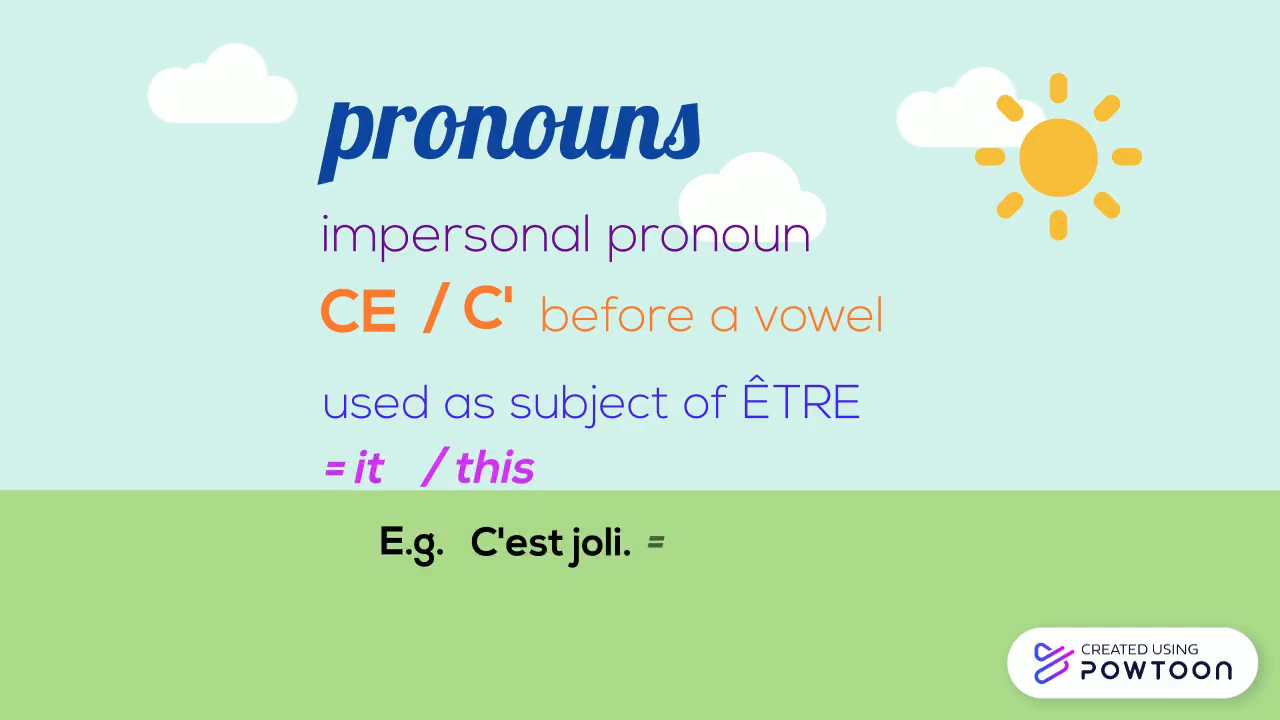 pronouns
impersonal pronoun
CE / C' before a vowel
used as subject of ÊTRE
= it / this
E.g. C'est joli. =
CREATED USING
POWTOON